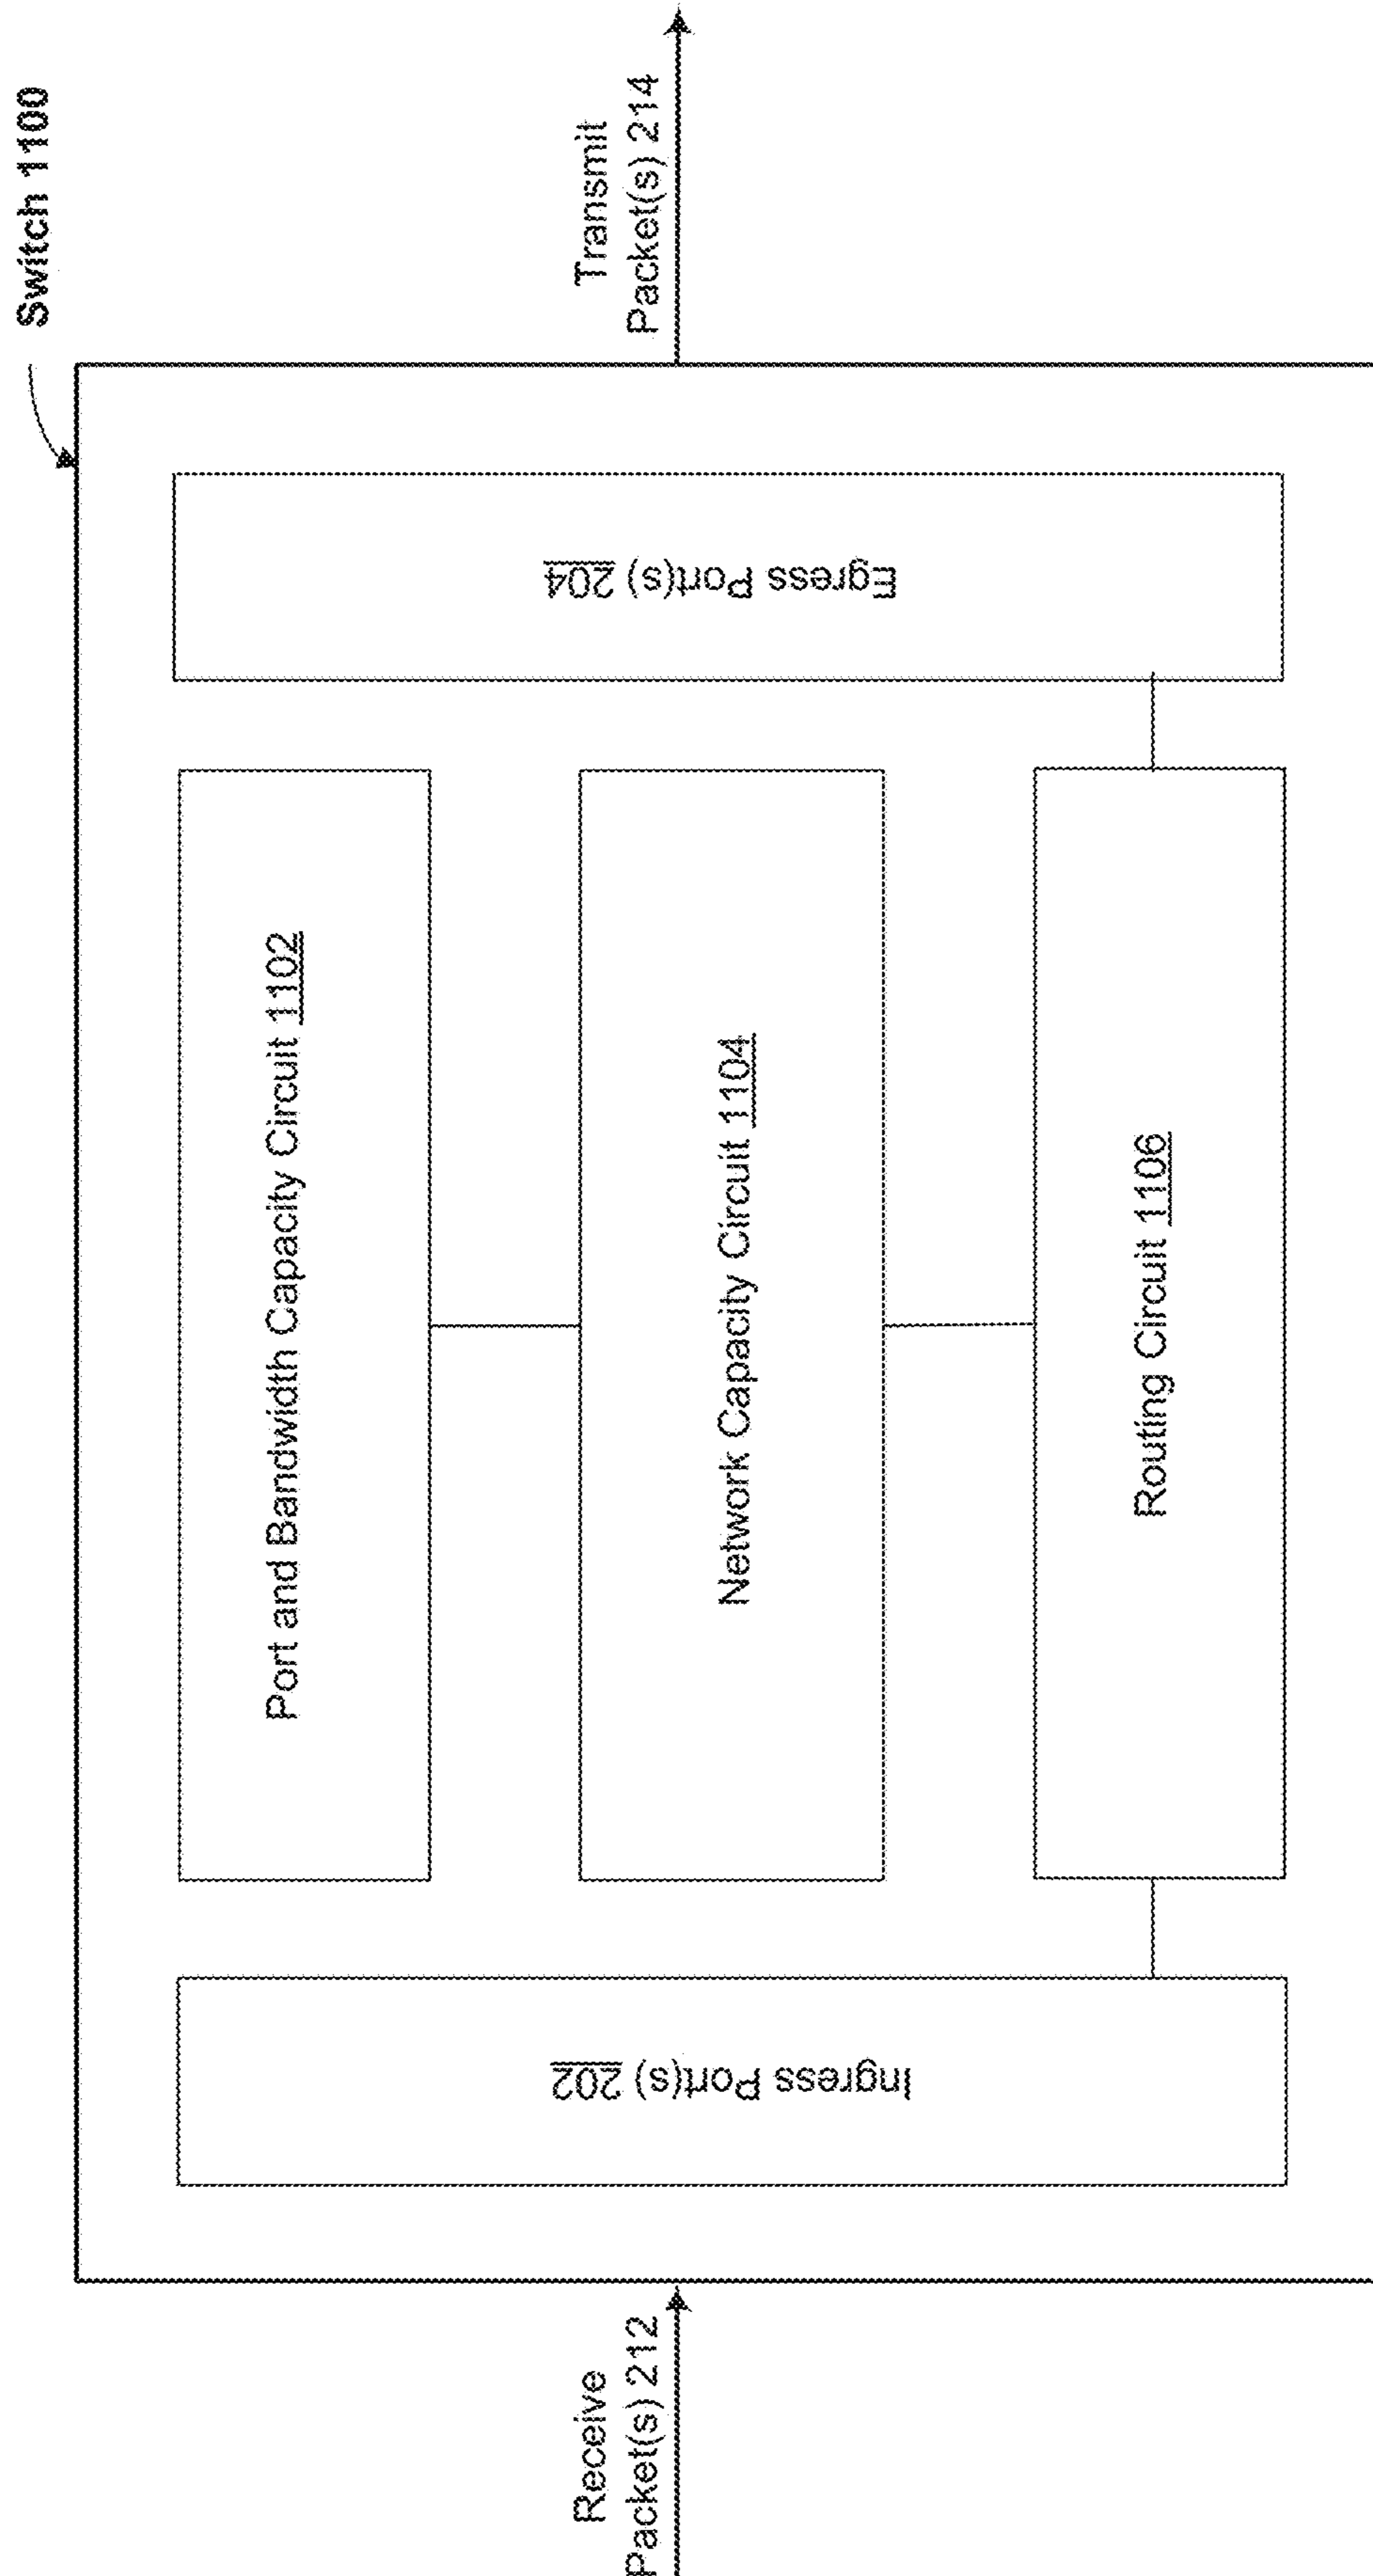 Switch 1100
Receive
Packet(s) 212
Ingress Port(s) 202
Port and Bandwidth Capacity Circuit 1102
Network Capacity Circuit 1104
Routing Circuit 1106
Egress Port(s) 204
Transmit
Packet(s) 214